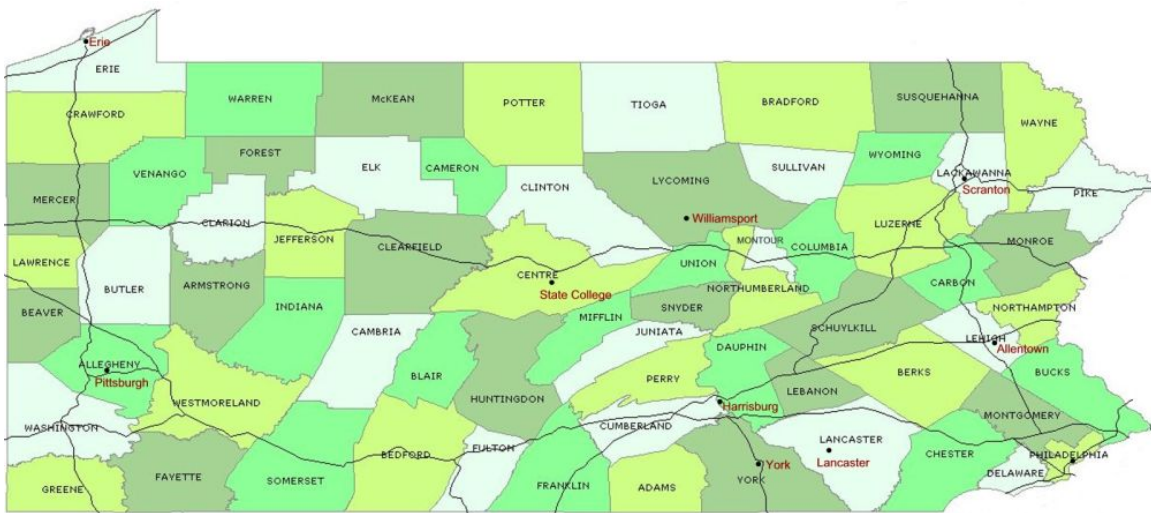 Erie
ERIE
WARREN
McKEAN
POTTER
TIOGA
BRADFORD
SUSQUEHANNA
CRAWFORD
WAYNE
FOREST
VENANGO
ELK
CAMERON
SULLIVAN
WYOMING
LACKAWANNA
Scranton
PIKE
MERCER
CLARION
CLINTON
LYCOMING
Williamsport
JEFFERSON
CLEARFIELD
MONTOUR
COLUMBIA
LUZERNE
MONROE
LAWRENCE
BUTLER
ARMSTRONG
CENTRE
State College
UNION
CARBON
BEAVER
INDIANA
SNYDER
NORTHUMBERLAND
NORTHAMPTON
CAMBRIA
MIFFLIN
JUNIATA
SCHUYLKILL
LEHIGH
Allentown
ALLEGHENY
Pittsburgh
BLAIR
DAUPHIN
BERKS
BUCKS
WESTMORELAND
HUNTINGDON
PERRY
LEBANON
Harrisburg
MONTGOMERY
WASHINGTON
CUMBERLAND
LANCASTER
Lancaster
BEDFORD
FULTON
CHESTER
PHILADELPHIA
GREENE
FAYETTE
SOMERSET
FRANKLIN
ADAMS
York
YORK
DELAWARE